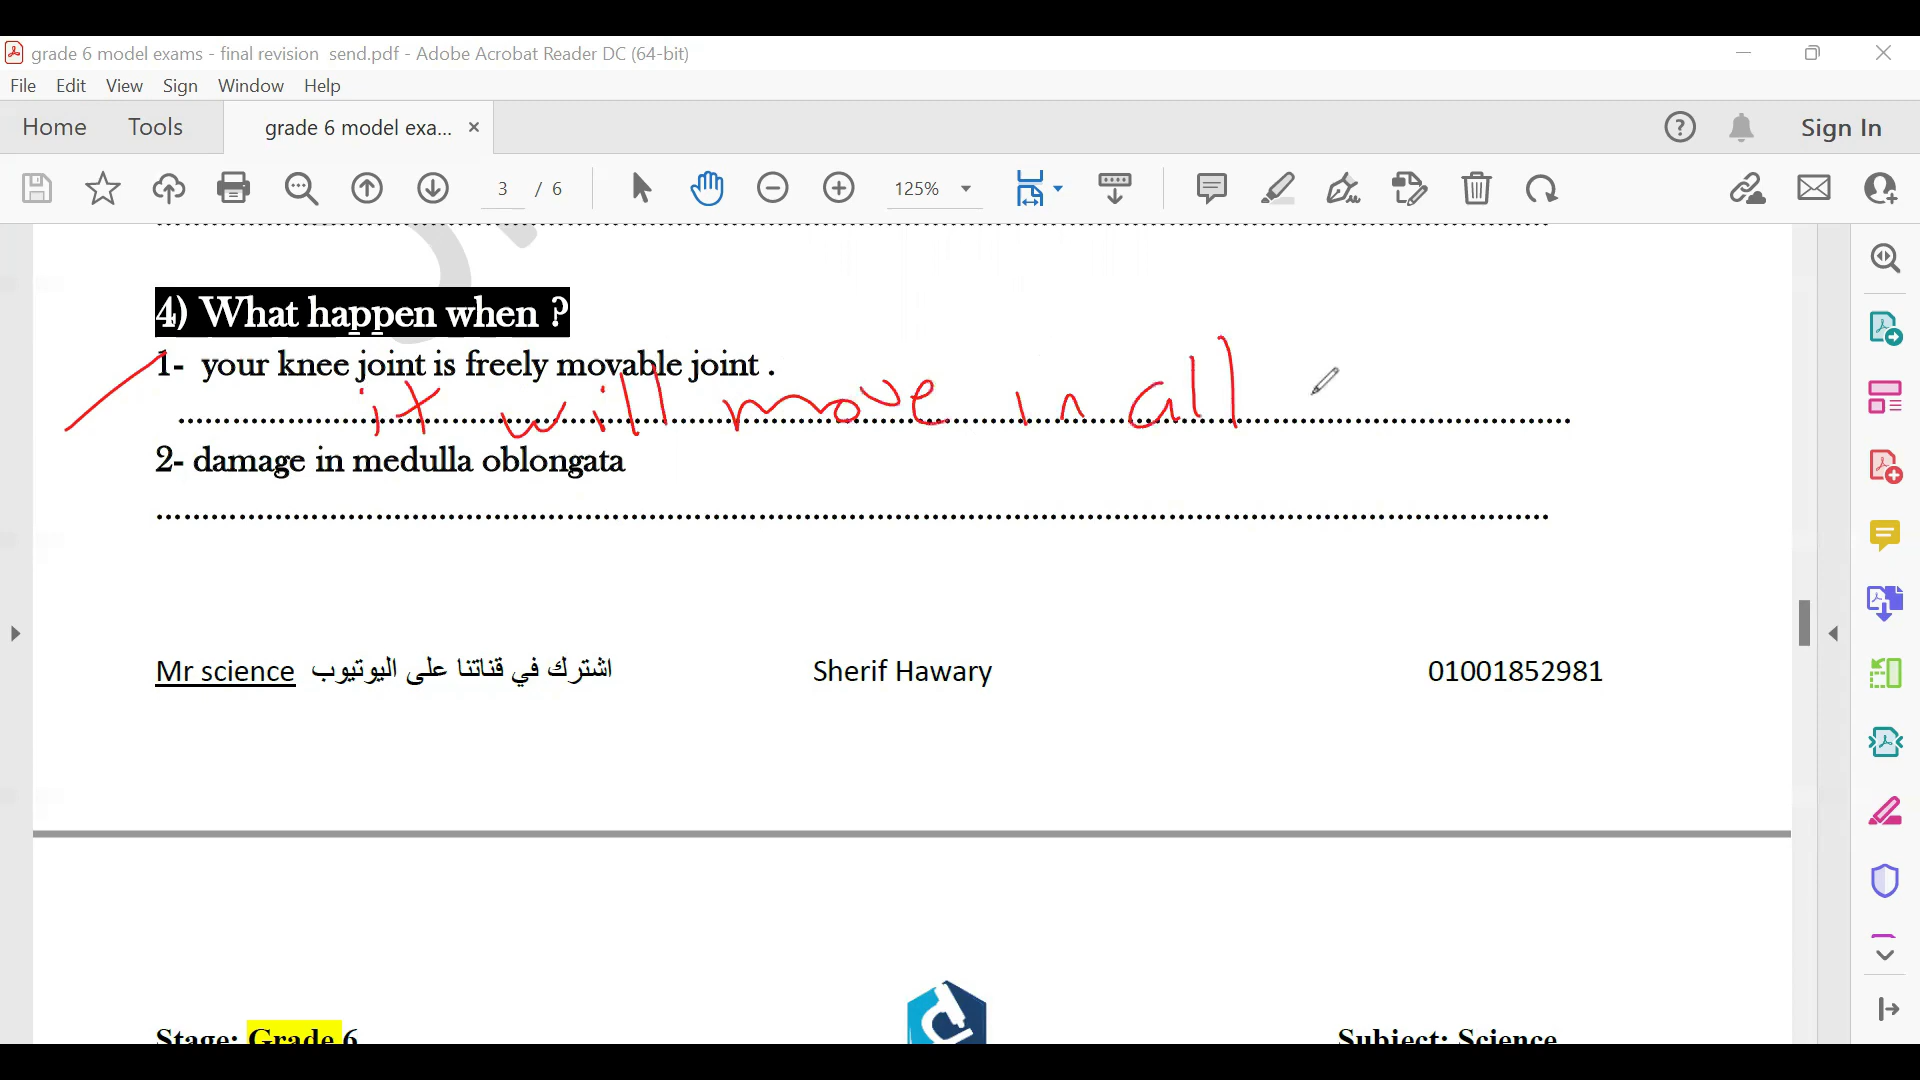 grade 6 model exams - final revision  send.pdf - Adobe Acrobat Reader DC (64-bit)
File Edit View Sign Window Help
Home Tools grade 6 model exa... Sign In
3 / 6 125%
4) What happen when ?
1- your knee joint is freely movable joint .
it will move in all
2- damage in medulla oblongata
Mr science اشترك في قناتنا على اليوتيوب Sherif Hawary 01001852981
Stage: Grade 6 Subject: Science